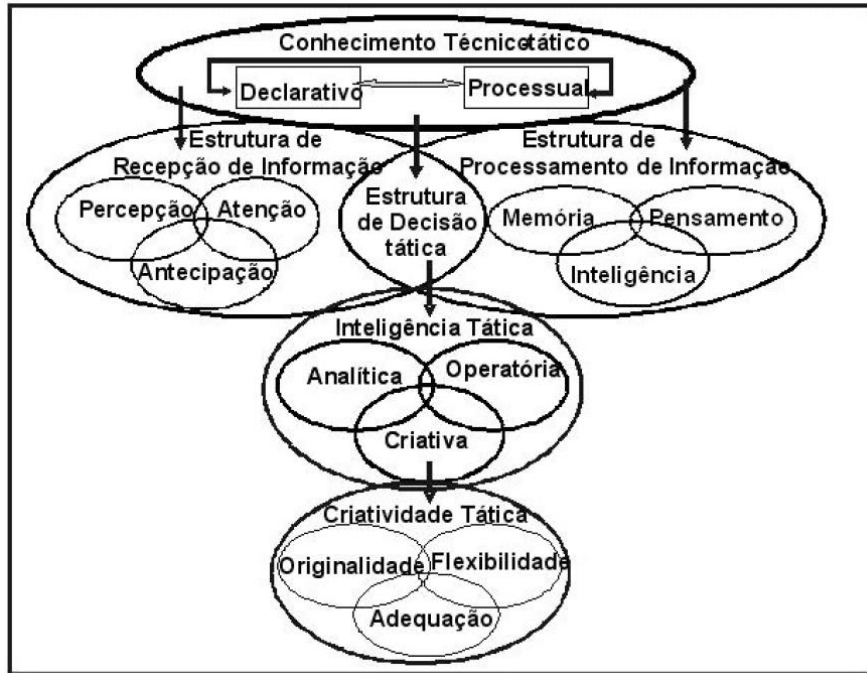 Conhecimento Técnicotático
Declarativo
Processual
Estrutura de
Recepção de Informação
Percepção
Atenção
Antecipação
Estrutura
de Decisão
tática
Estrutura de
Processamento de Informação
Memória
Pensamento
Inteligência
Inteligência Tática
Analítica
Operatória
Criativa
Criatividade Tática
Originalidade
Flexibilidade
Adequação